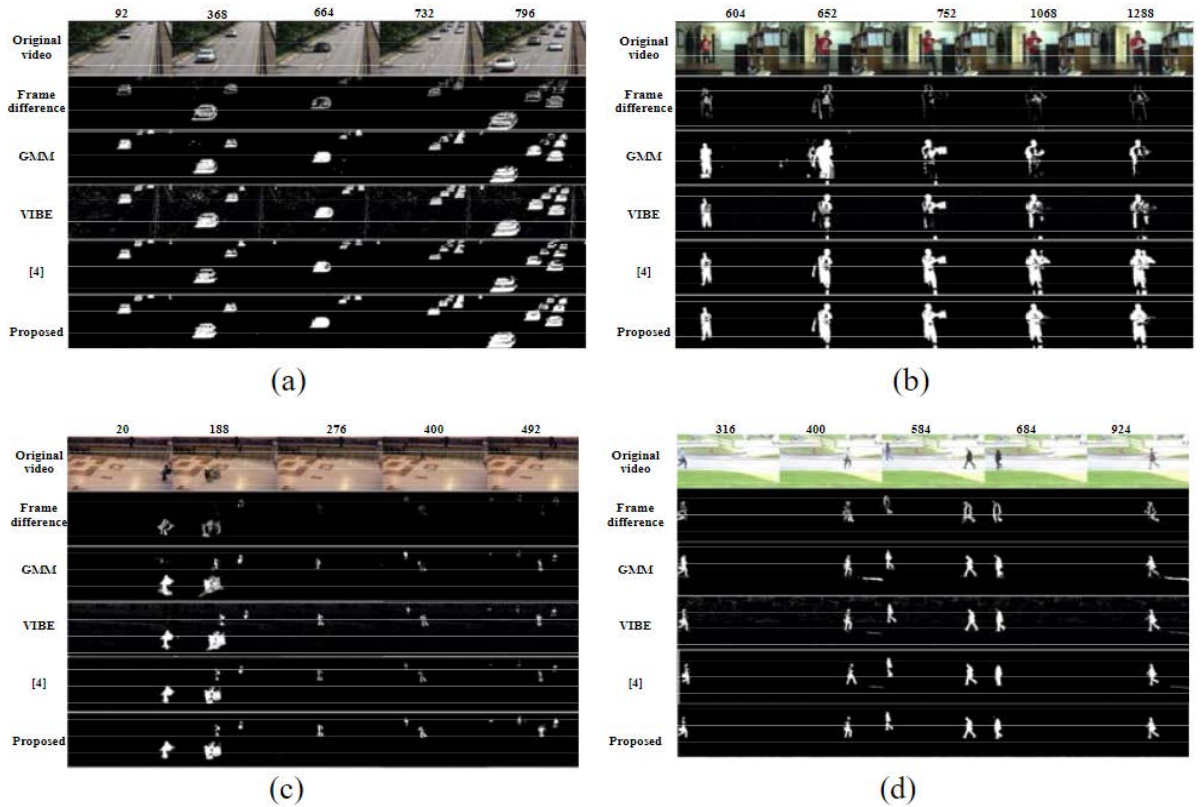 92 368 664 732 796
Original
video
Frame
difference
GMM
VIBE
[4]
Proposed
(a)
604 652 752 1068 1288
Original
video
Frame
difference
GMM
VIBE
[4]
Proposed
(b)
20 188 276 400 492
Original
video
Frame
difference
GMM
VIBE
[4]
Proposed
(c)
316 400 584 684 924
Original
video
Frame
difference
GMM
VIBE
[4]
Proposed
(d)